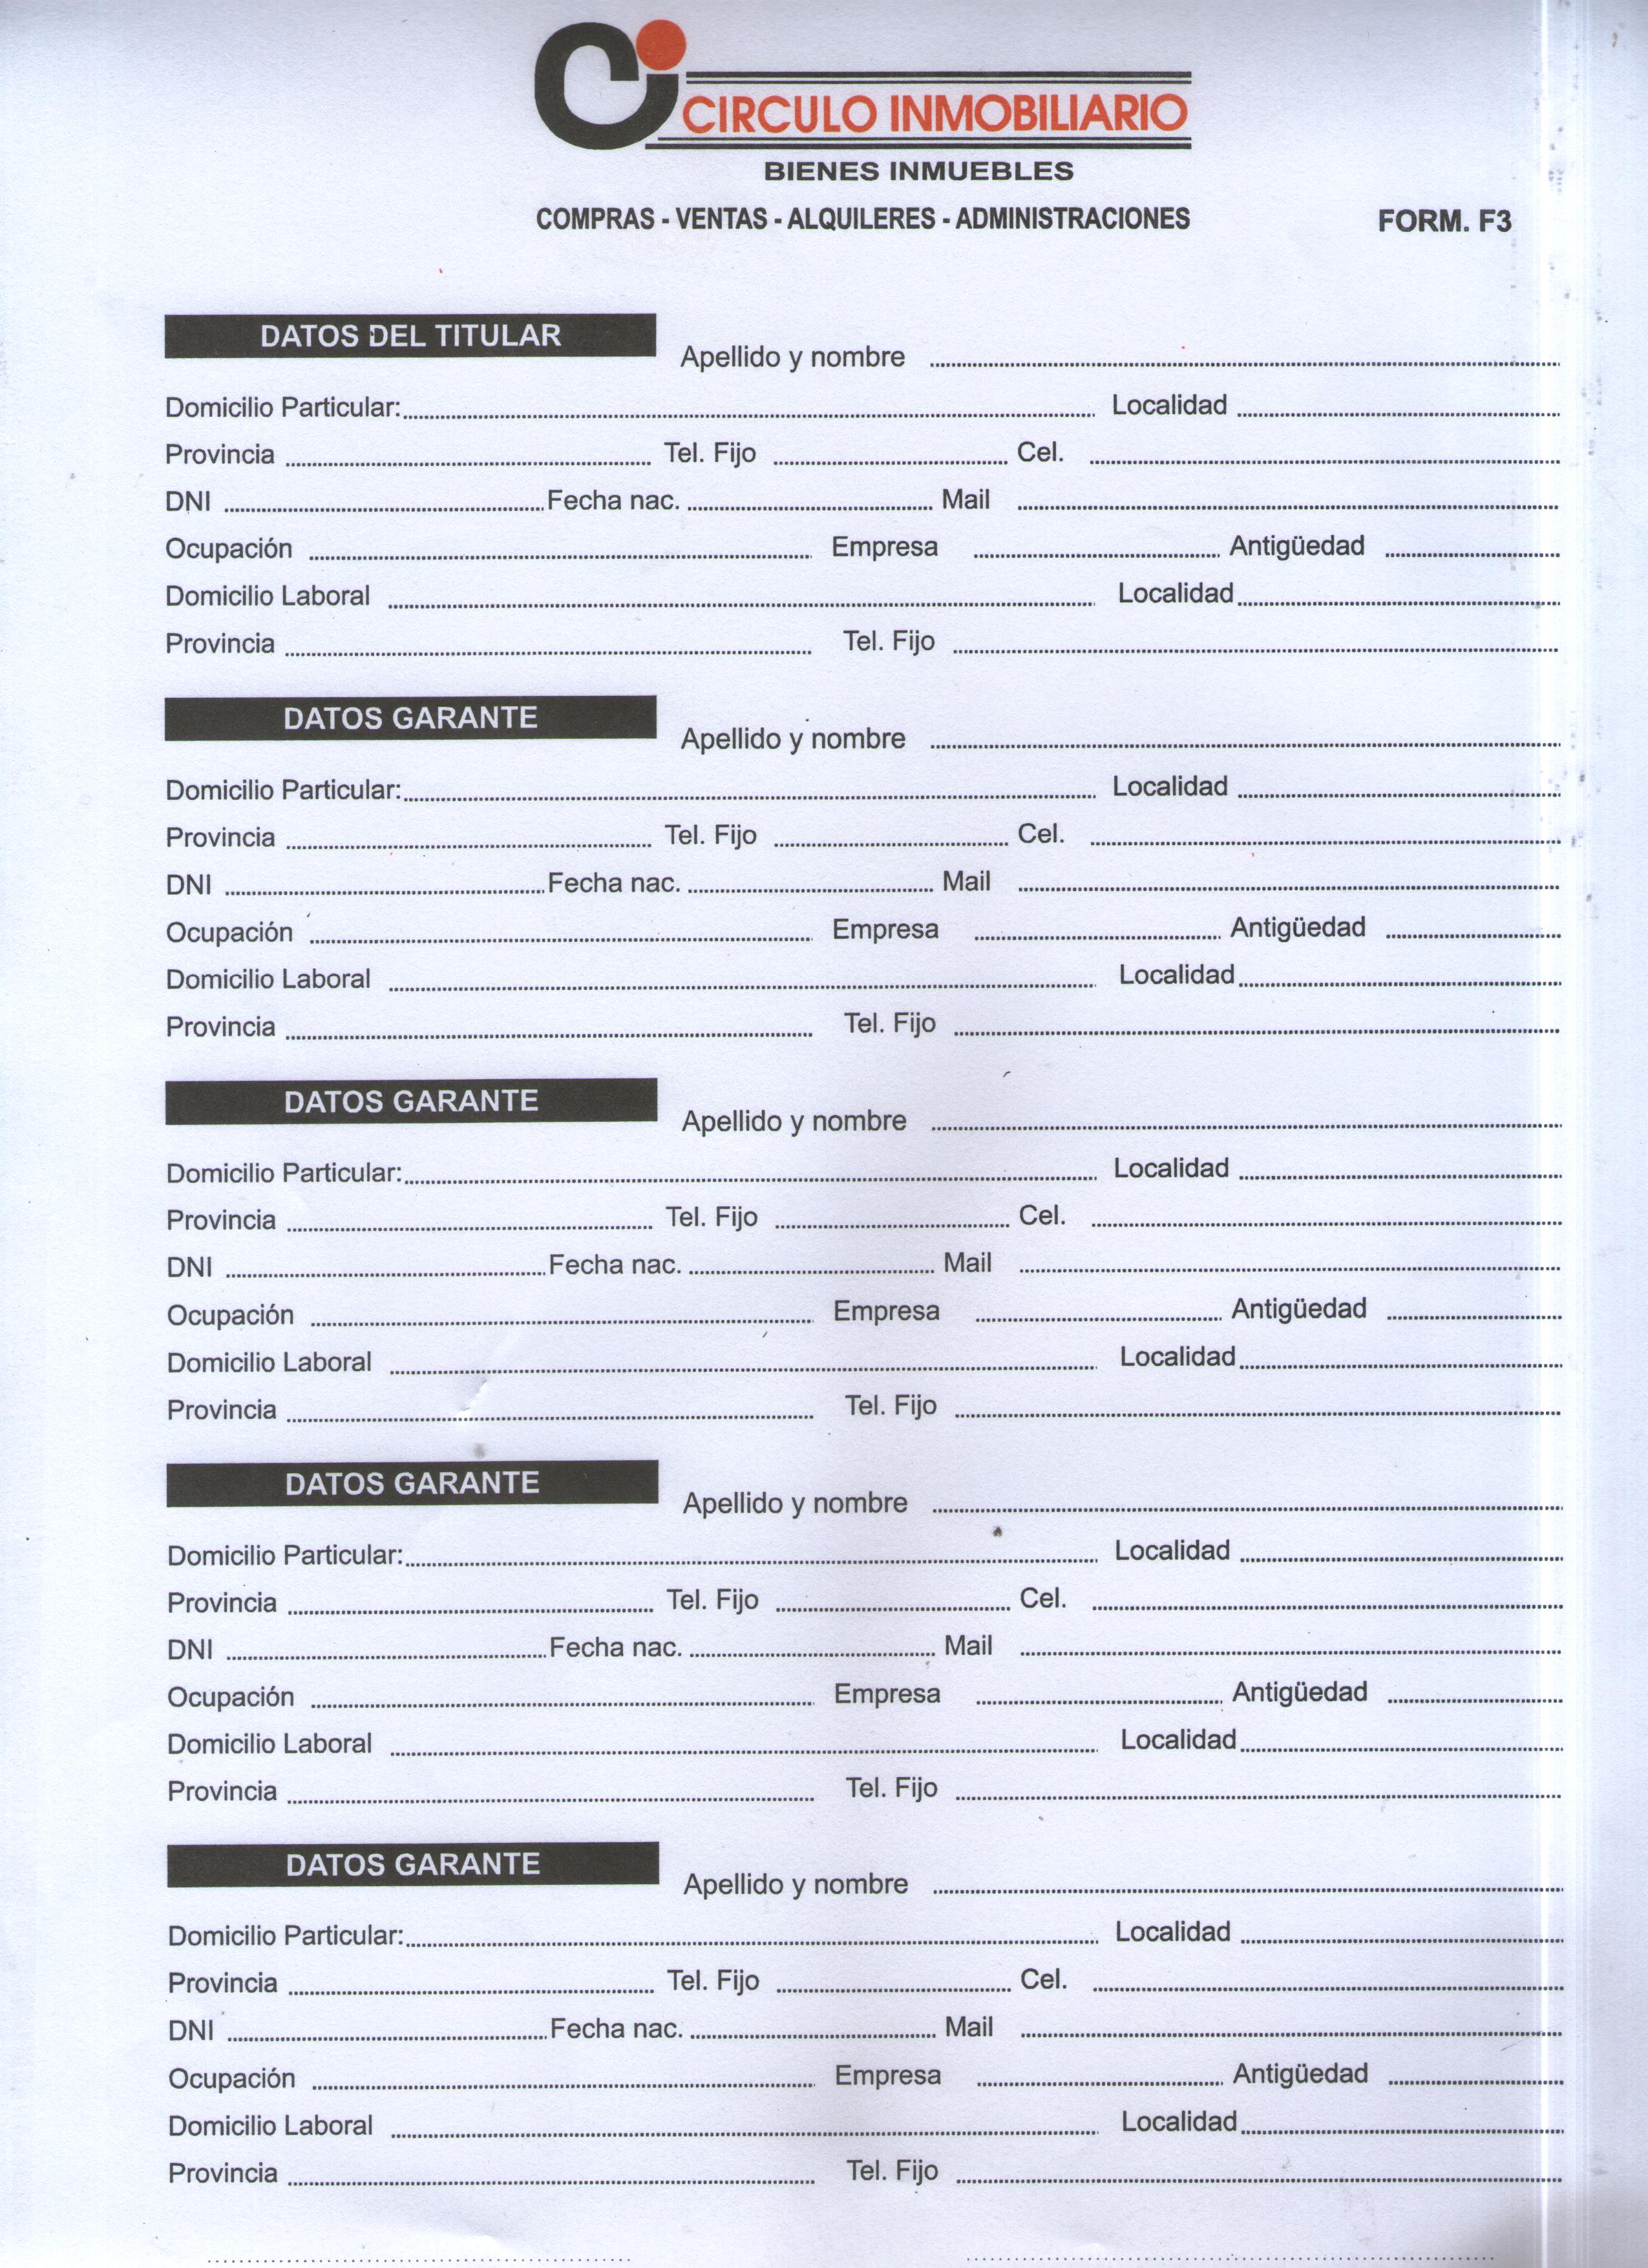 Ci CIRCULO INMOBILIARIO
BIENES INMUEBLES
COMPRAS - VENTAS - ALQUILERES - ADMINISTRACIONES FORM. F3
DATOS DEL TITULAR Apellido y nombre
Domicilio Particular: Localidad
Provincia Tel. Fijo Cel.
DNI Fecha nac. Mail
Ocupación Empresa Antigüedad
Domicilio Laboral Localidad
Provincia Tel. Fijo
DATOS GARANTE Apellido y nombre
Domicilio Particular: Localidad
Provincia Tel. Fijo Cel.
DNI Fecha nac. Mail
Ocupación Empresa Antigüedad
Domicilio Laboral Localidad
Provincia Tel. Fijo
DATOS GARANTE Apellido y nombre
Domicilio Particular: Localidad
Provincia Tel. Fijo Cel.
DNI Fecha nac. Mail
Ocupación Empresa Antigüedad
Domicilio Laboral Localidad
Provincia Tel. Fijo
DATOS GARANTE Apellido y nombre
Domicilio Particular: Localidad
Provincia Tel. Fijo Cel.
DNI Fecha nac. Mail
Ocupación Empresa Antigüedad
Domicilio Laboral Localidad
Provincia Tel. Fijo
DATOS GARANTE Apellido y nombre
Domicilio Particular: Localidad
Provincia Tel. Fijo Cel.
DNI Fecha nac. Mail
Ocupación Empresa Antigüedad
Domicilio Laboral Localidad
Provincia Tel. Fijo